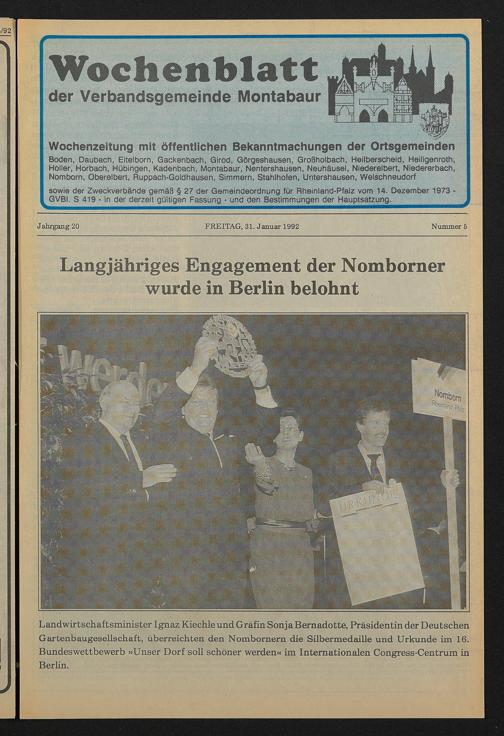 /92
Wochenblatt
der Verbandsgemeinde Montabaur
Wochenzeitung mit öffentlichen Bekanntmachungen der Ortsgemeinden
Boden, Daubach, Eitelborn, Gackenbach, Girod, Görgeshausen, Großholbach, Heilberscheid, Heiligenroth,
Holler, Horbach, Hübingen, Kadenbach, Montabaur, Nentershausen, Neuhäusel, Niederelbert, Niedererbach,
Nomborn, Oberelbert, Ruppach-Goldhausen, Simmern, Stahlhofen, Untershausen, Welschneudorf
sowie der Zweckverbände gemäß § 27 der Gemeindeordnung für Rheinland-Pfalz vom 14. Dezember 1973 -
GVBl. S 419 - in der derzeit gültigen Fassung - und den Bestimmungen der Hauptsatzung.
Jahrgang 20 FREITAG, 31. Januar 1992 Nummer 5
Langjähriges Engagement der Nomborner
wurde in Berlin belohnt
werde
Nomborn
Rheinland-Pfalz
URKUNDE
Landwirtschaftsminister Ignaz Kiechle und Gräfin Sonja Bernadotte, Präsidentin der Deutschen
Gartenbaugesellschaft, überreichten den Nombornern die Silbermedaille und Urkunde im 16.
Bundeswettbewerb »Unser Dorf soll schöner werden« im Internationalen Congress-Centrum in
Berlin.